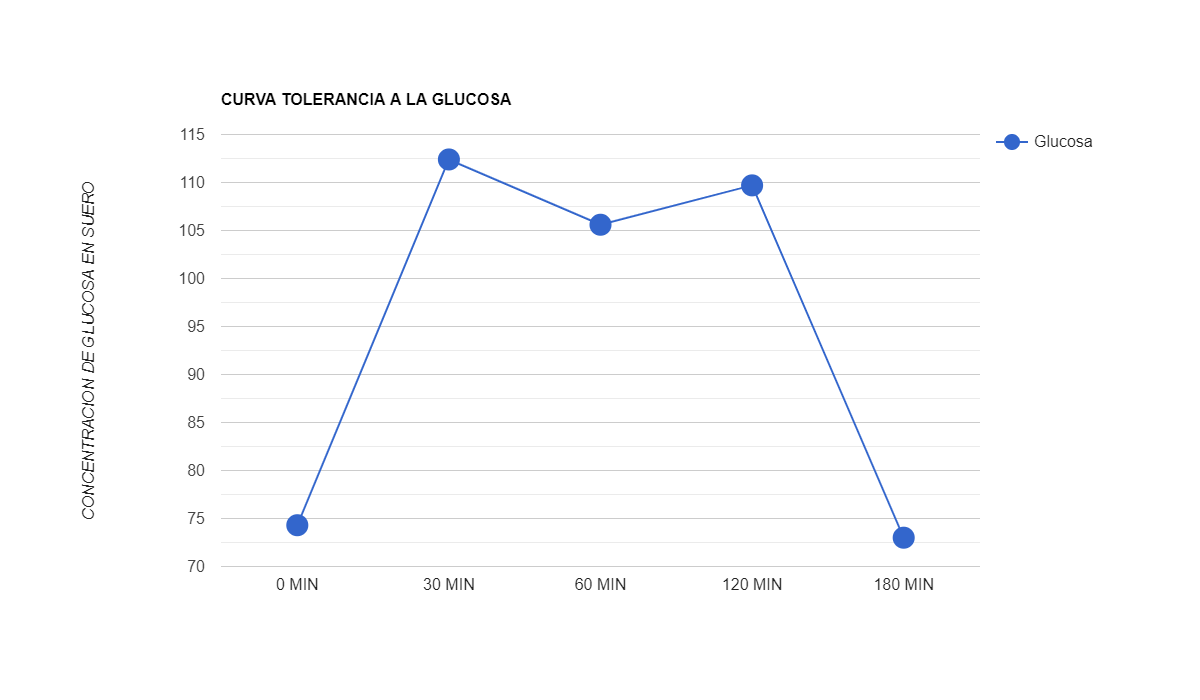 CURVA TOLERANCIA A LA GLUCOSA
Glucosa
CONCENTRACION DE GLUCOSA EN SUERO
115
110
105
100
95
90
85
80
75
70
0 MIN
30 MIN
60 MIN
120 MIN
180 MIN